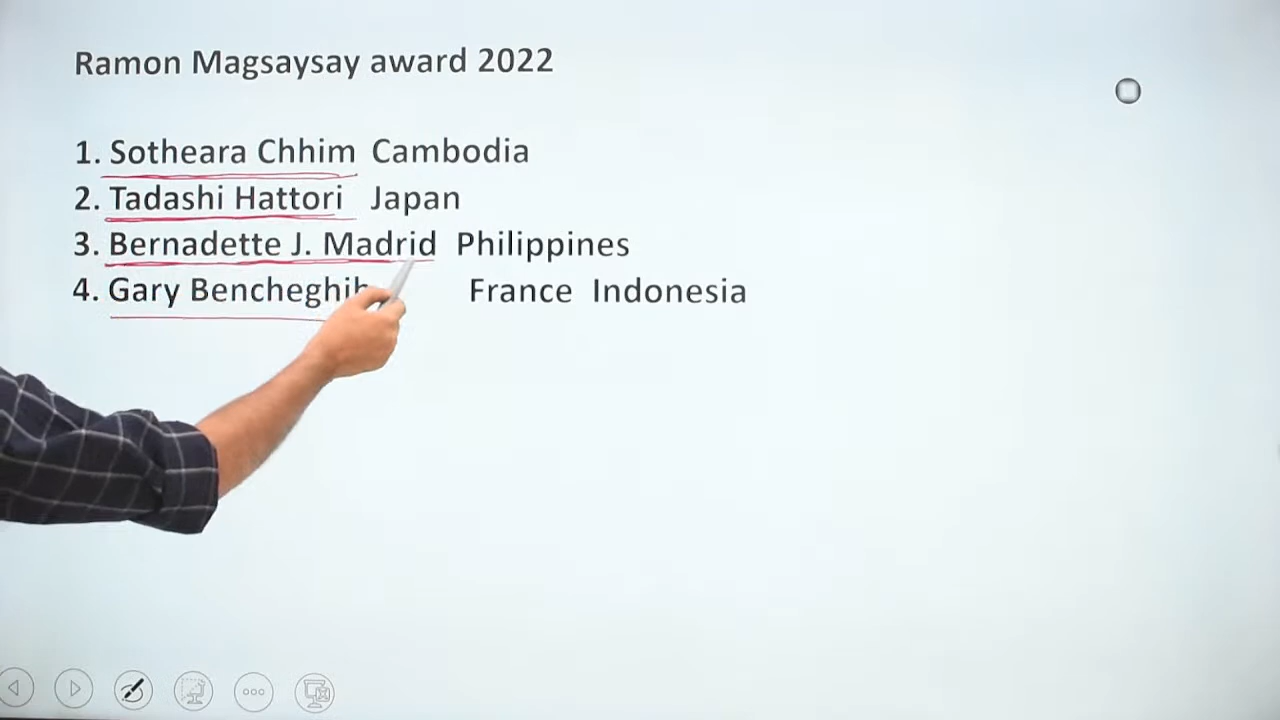 Ramon Magsaysay award 2022
1. Sotheara Chhim Cambodia
2. Tadashi Hattori Japan
3. Bernadette J. Madrid Philippines
4. Gary Bencheghib France Indonesia